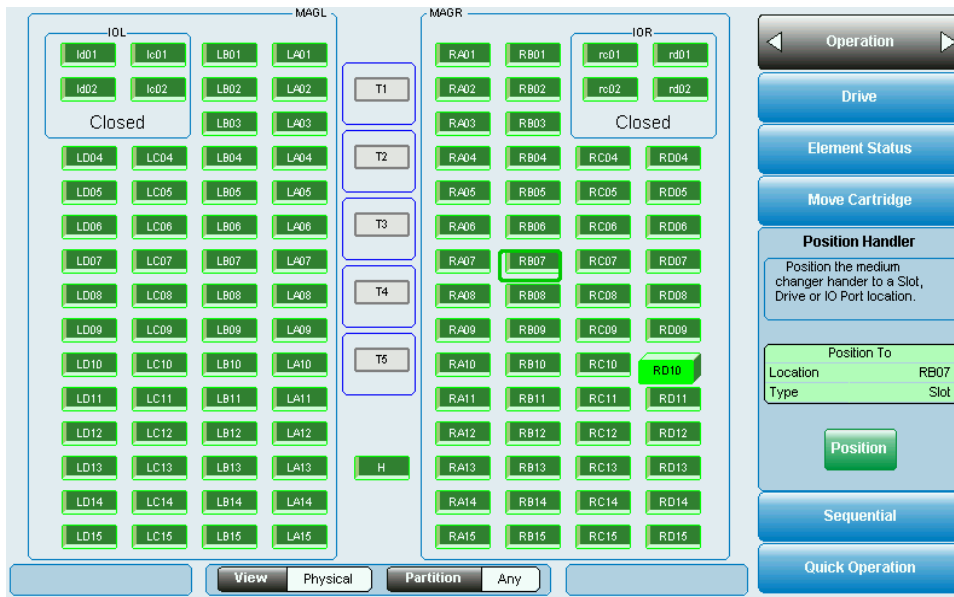 MAGL MAGR
IOL IOR
Operation
ld01 lc01 LB01 LA01 RA01 RB01 rc01 rd01
ld02 lc02 LB02 LA02 T1 RA02 RB02 rc02 rd02
Drive
Closed LB03 LA03 RA03 RB03 Closed
LD04 LC04 LB04 LA04 T2 RA04 RB04 RC04 RD04
Element Status
LD05 LC05 LB05 LA05 RA05 RB05 RC05 RD05
Move Cartridge
LD06 LC06 LB06 LA06 T3 RA06 RB06 RC06 RD06
Position Handler
LD07 LC07 LB07 LA07 RA07 RB07 RC07 RD07
Position the medium
changer hander to a Slot,
Drive or IO Port location.
LD08 LC08 LB08 LA08 T4 RA08 RB08 RC08 RD08
LD09 LC09 LB09 LA09 RA09 RB09 RC09 RD09
Position To
LD10 LC10 LB10 LA10 T5 RA10 RB10 RC10 RD10
Location RB07
Type Slot
LD11 LC11 LB11 LA11 RA11 RB11 RC11 RD11
LD12 LC12 LB12 LA12 RA12 RB12 RC12 RD12
Position
LD13 LC13 LB13 LA13 H RA13 RB13 RC13 RD13
LD14 LC14 LB14 LA14 RA14 RB14 RC14 RD14
Sequential
LD15 LC15 LB15 LA15 RA15 RB15 RC15 RD15
Quick Operation
View Physical Partition Any